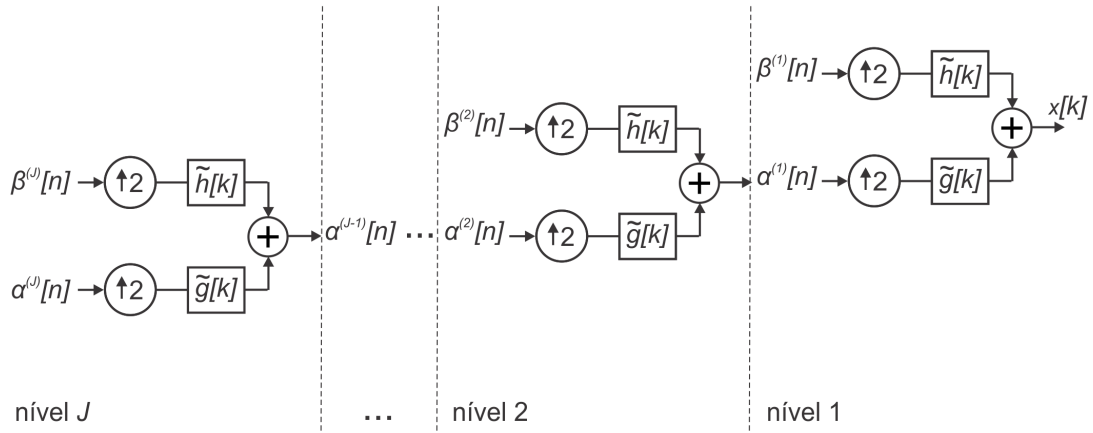 β⁽¹⁾[n]
↑2
h̃[k]
+
x[k]
α⁽¹⁾[n]
↑2
g̃[k]
β⁽²⁾[n]
↑2
h̃[k]
+
α⁽²⁾[n]
↑2
g̃[k]
β⁽ᴶ⁾[n]
↑2
h̃[k]
+
α⁽ᴶ⁻¹⁾[n] ...
α⁽ᴶ⁾[n]
↑2
g̃[k]
nível J
...
nível 2
nível 1